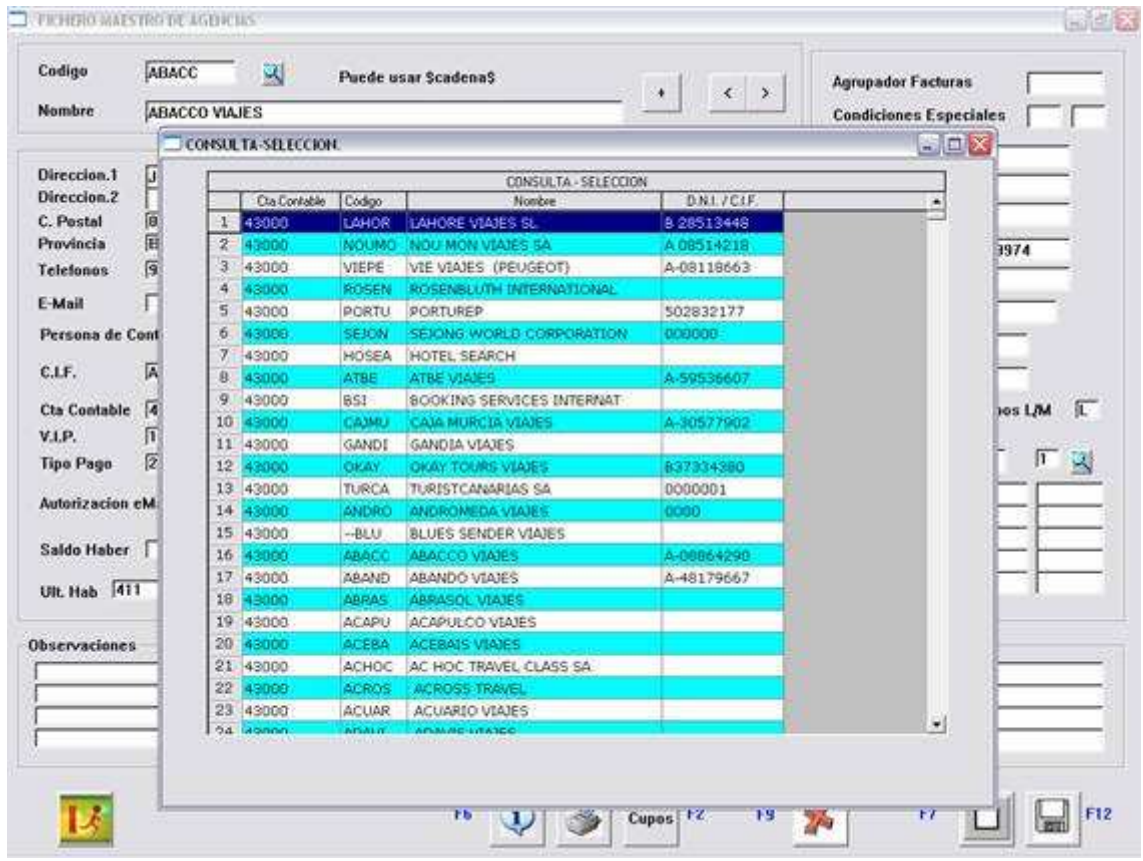 FICHERO MAESTRO DE AGENCIAS
Codigo ABACC Puede usar $cadena$ + < > Agrupador Facturas
Nombre ABACCO VIAJES Condiciones Especiales
CONSULTA-SELECCION.
Direccion.1 J
Direccion.2
C. Postal
Provincia
Telefonos 9
E-Mail
Persona de Cont
C.I.F. A
Cta Contable 4
V.I.P. 1
Tipo Pago 2
Autorizacion eM
Saldo Haber
Ult. Hab 411
Observaciones
CONSULTA - SELECCION
Cta Contable Código Nombre D.N.I. / C.I.F.
1 43000 LAHOR LAHORE VIAJES SL B 28513448
2 43000 NOUMO NOU MON VIAJES SA A 08514218
3 43000 VIEPE VIE VIAJES (PEUGEOT) A-08118663
4 43000 ROSEN ROSENBLUTH INTERNATIONAL
5 43000 PORTU PORTUREP 502832177
6 43000 SEJON SEJONG WORLD CORPORATION 000000
7 43000 HOSEA HOTEL SEARCH
8 43000 ATBE ATBE VIAJES A-59536607
9 43000 BSI BOOKING SERVICES INTERNAT
10 43000 CAJMU CAJA MURCIA VIAJES A-30577902
11 43000 GANDI GANDIA VIAJES
12 43000 OKAY OKAY TOURS VIAJES B37334380
13 43000 TURCA TURISTCANARIAS SA 0000001
14 43000 ANDRO ANDROMEDA VIAJES 0000
15 43000 --BLU BLUES SENDER VIAJES
16 43000 ABACC ABACCO VIAJES A-08864290
17 43000 ABAND ABANDO VIAJES A-48179667
18 43000 ABRAS ABRASOL VIAJES
19 43000 ACAPU ACAPULCO VIAJES
20 43000 ACEBA ACEBAIS VIAJES
21 43000 ACHOC AC HOC TRAVEL CLASS SA
22 43000 ACROS ACROSS TRAVEL
23 43000 ACUAR ACUARIO VIAJES
24 43000
3974
pos L/M L
1
F6 Cupos F2 F9 F7 F12